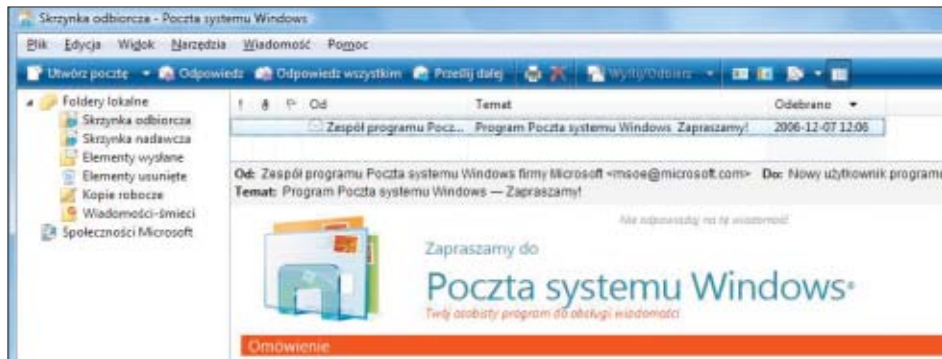 Skrzynka odbiorcza - Poczta systemu Windows
Plik Edycja Widok Narzędzia Wiadomość Pomoc
Utwórz pocztę Odpowiedz Odpowiedz wszystkim Prześlij dalej Wyślij/Odbierz
Foldery lokalne
Skrzynka odbiorcza
Skrzynka nadawcza
Elementy wysłane
Elementy usunięte
Kopie robocze
Wiadomości-śmieci
Społeczności Microsoft
! Od Temat Odebrano
Zespół programu Pocz... Program Poczta systemu Windows Zapraszamy! 2006-12-07 12:06
Od: Zespół programu Poczta systemu Windows firmy Microsoft <msoe@microsoft.com> Do: Nowy użytkownik programu
Temat: Program Poczta systemu Windows — Zapraszamy!
Nie odpowiadaj na tę wiadomość
Zapraszamy do
Poczta systemu Windows®
Twój osobisty program do obsługi wiadomości
Omówienie